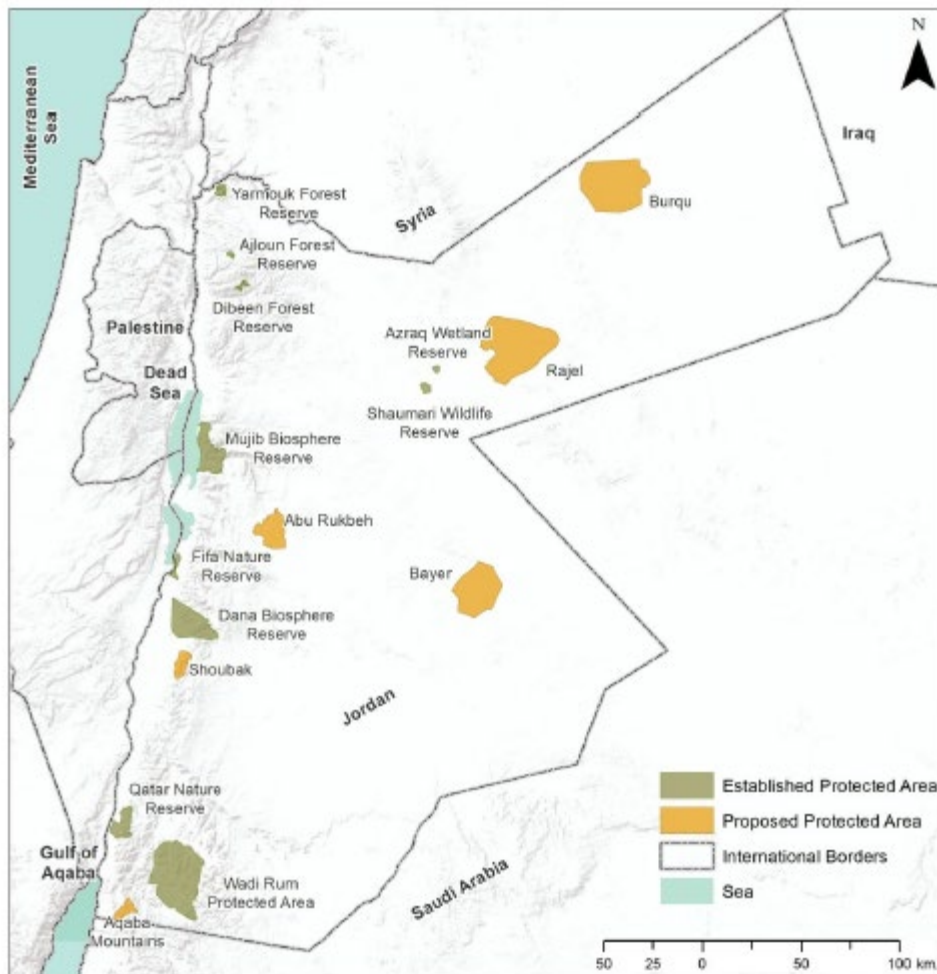 N
Mediterranean
Sea
Iraq
Yarmouk Forest
Reserve
Burqu
Syria
Ajloun Forest
Reserve
Dibeen Forest
Reserve
Palestine
Azraq Wetland
Reserve
Rajel
Dead
Sea
Shaumari Wildlife
Reserve
Mujib Biosphere
Reserve
Abu Rukbeh
Fifa Nature
Reserve
Bayer
Dana Biosphere
Reserve
Shoubak
Jordan
Qatar Nature
Reserve
Gulf of
Aqaba
Wadi Rum
Protected Area
Aqaba
Mountains
Saudi Arabia
Established Protected Area
Proposed Protected Area
International Borders
Sea
50 25 0 50 100 km